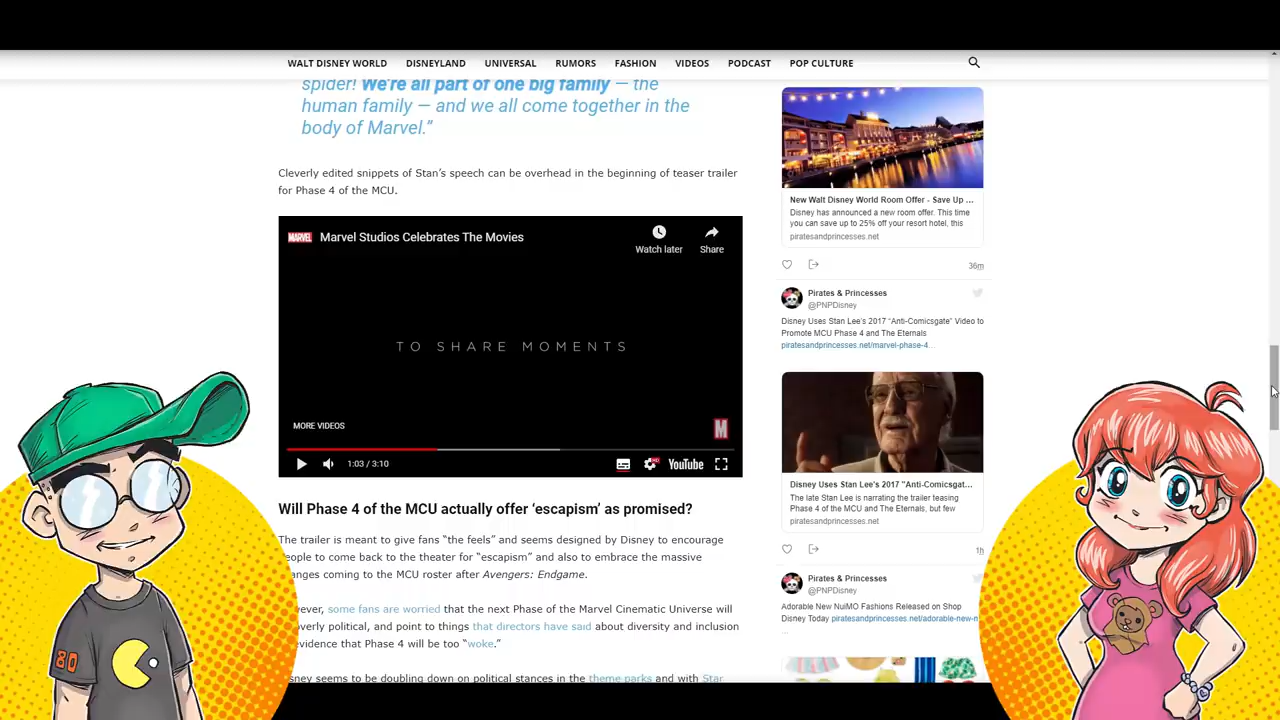 WALT DISNEY WORLD DISNEYLAND UNIVERSAL RUMORS FASHION VIDEOS PODCAST POP CULTURE
spider! We're all part of one big family — the
human family — and we all come together in the
body of Marvel.”
Cleverly edited snippets of Stan’s speech can be overhead in the beginning of teaser trailer
for Phase 4 of the MCU.
MARVEL Marvel Studios Celebrates The Movies
Watch later Share
TO SHARE MOMENTS
MORE VIDEOS
M
1:03 / 3:10
HD
YouTube
Will Phase 4 of the MCU actually offer ‘escapism’ as promised?
The trailer is meant to give fans “the feels” and seems designed by Disney to encourage
people to come back to the theater for “escapism” and also to embrace the massive
anges coming to the MCU roster after Avengers: Endgame.
wever, some fans are worried that the next Phase of the Marvel Cinematic Universe will
overly political, and point to things that directors have said about diversity and inclusion
evidence that Phase 4 will be too “woke.”
sney seems to be doubling down on political stances in the theme parks and with Star
New Walt Disney World Room Offer - Save Up ...
Disney has announced a new room offer. This time
you can save up to 25% off your resort hotel, this
piratesandprincesses.net
36m
Pirates & Princesses
@PNPDisney
Disney Uses Stan Lee's 2017 “Anti-Comicsgate” Video to
Promote MCU Phase 4 and The Eternals
piratesandprincesses.net/marvel-phase-4…
Disney Uses Stan Lee's 2017 "Anti-Comicsgat...
The late Stan Lee is narrating the trailer teasing
Phase 4 of the MCU and The Eternals, but few
piratesandprincesses.net
1h
Pirates & Princesses
@PNPDisney
Adorable New NuiMO Fashions Released on Shop
Disney Today piratesandprincesses.net/adorable-new-n
...
80